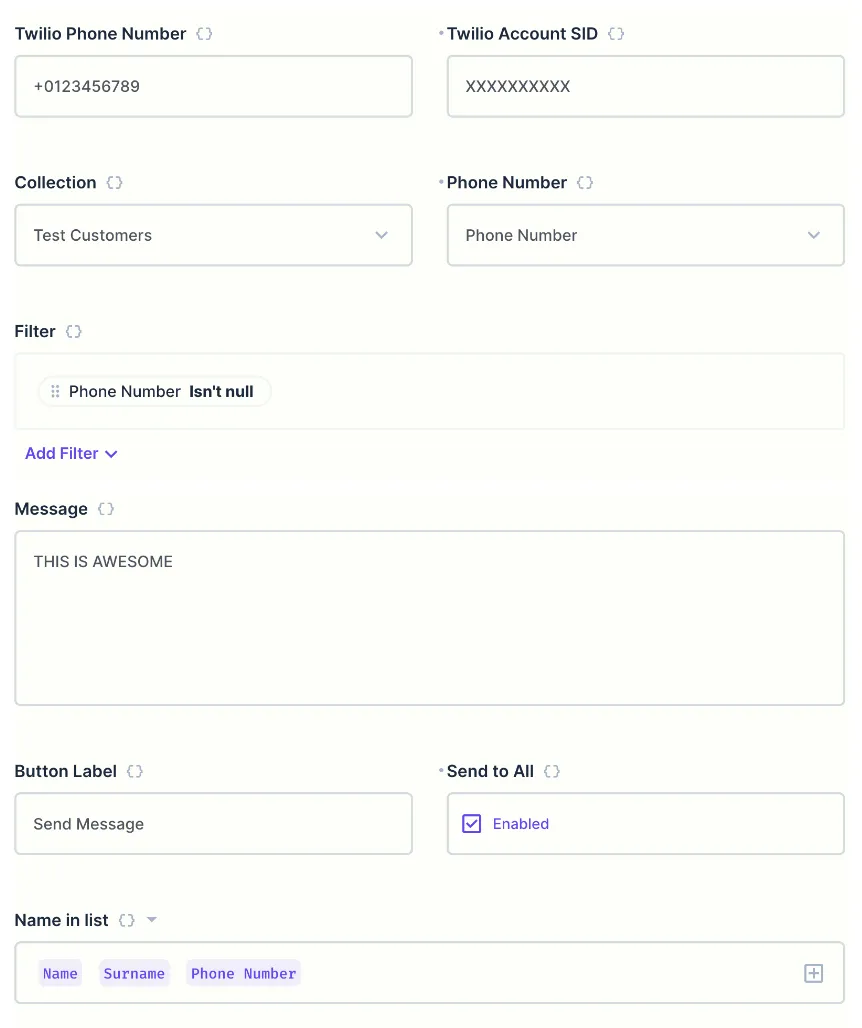 Twilio Phone Number {}
Twilio Account SID {}
+0123456789
XXXXXXXXXX
Collection {}
Phone Number {}
Test Customers
Phone Number
Filter {}
Phone Number Isn't null
Add Filter
Message {}
THIS IS AWESOME
Button Label {}
Send to All {}
Send Message
Enabled
Name in list {}
Name Surname Phone Number